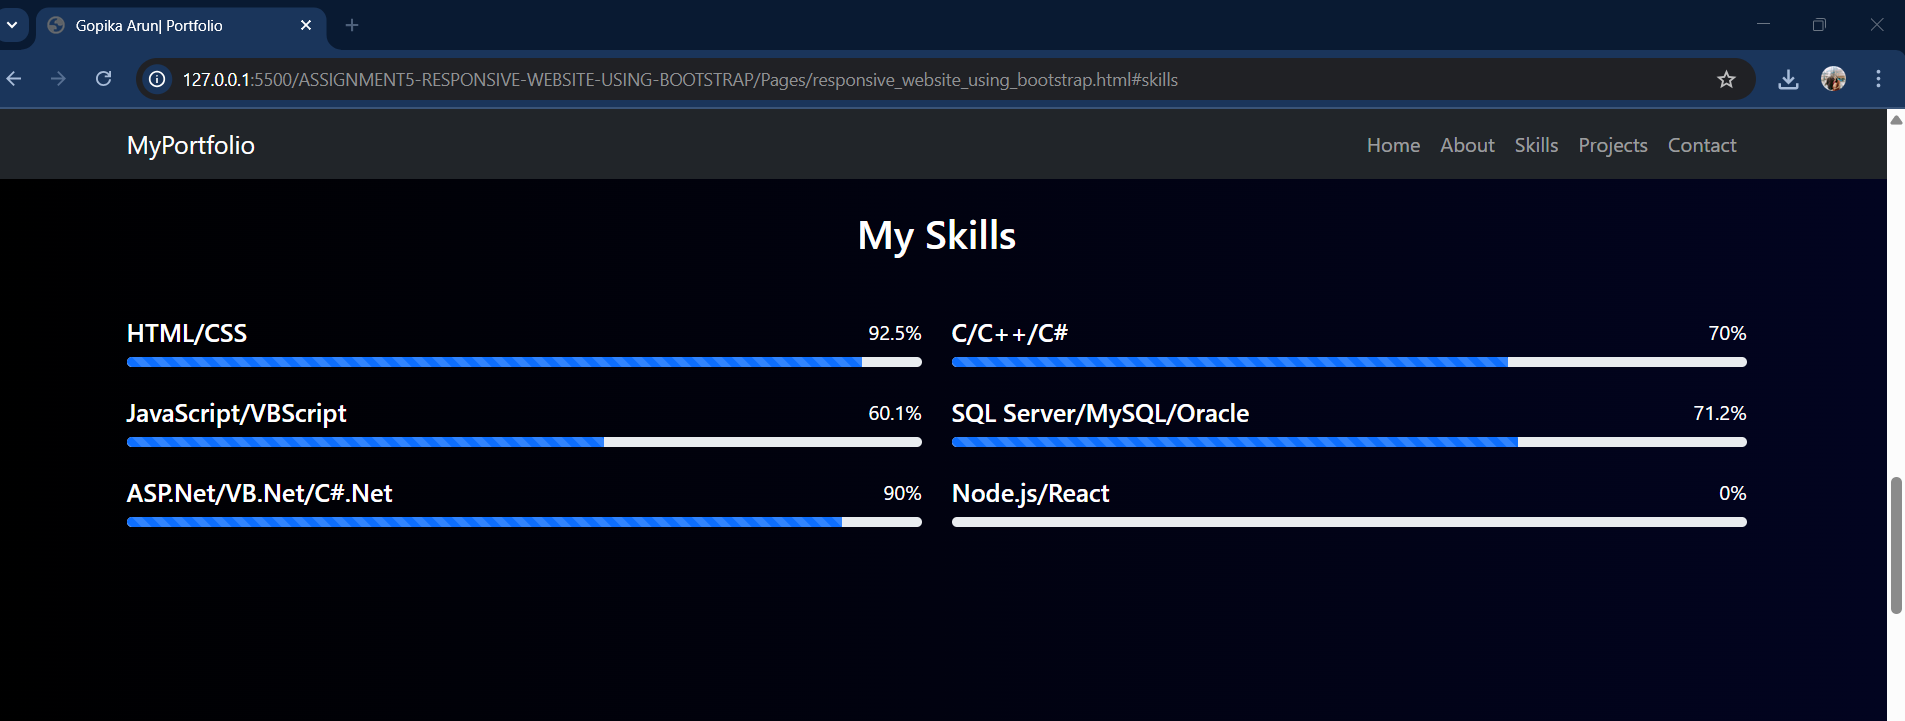 Gopika Arun| Portfolio
127.0.0.1:5500/ASSIGNMENT5-RESPONSIVE-WEBSITE-USING-BOOTSTRAP/Pages/responsive_website_using_bootstrap.html#skills
MyPortfolio Home About Skills Projects Contact
My Skills
HTML/CSS 92.5%
C/C++/C# 70%
JavaScript/VBScript 60.1%
SQL Server/MySQL/Oracle 71.2%
ASP.Net/VB.Net/C#.Net 90%
Node.js/React 0%